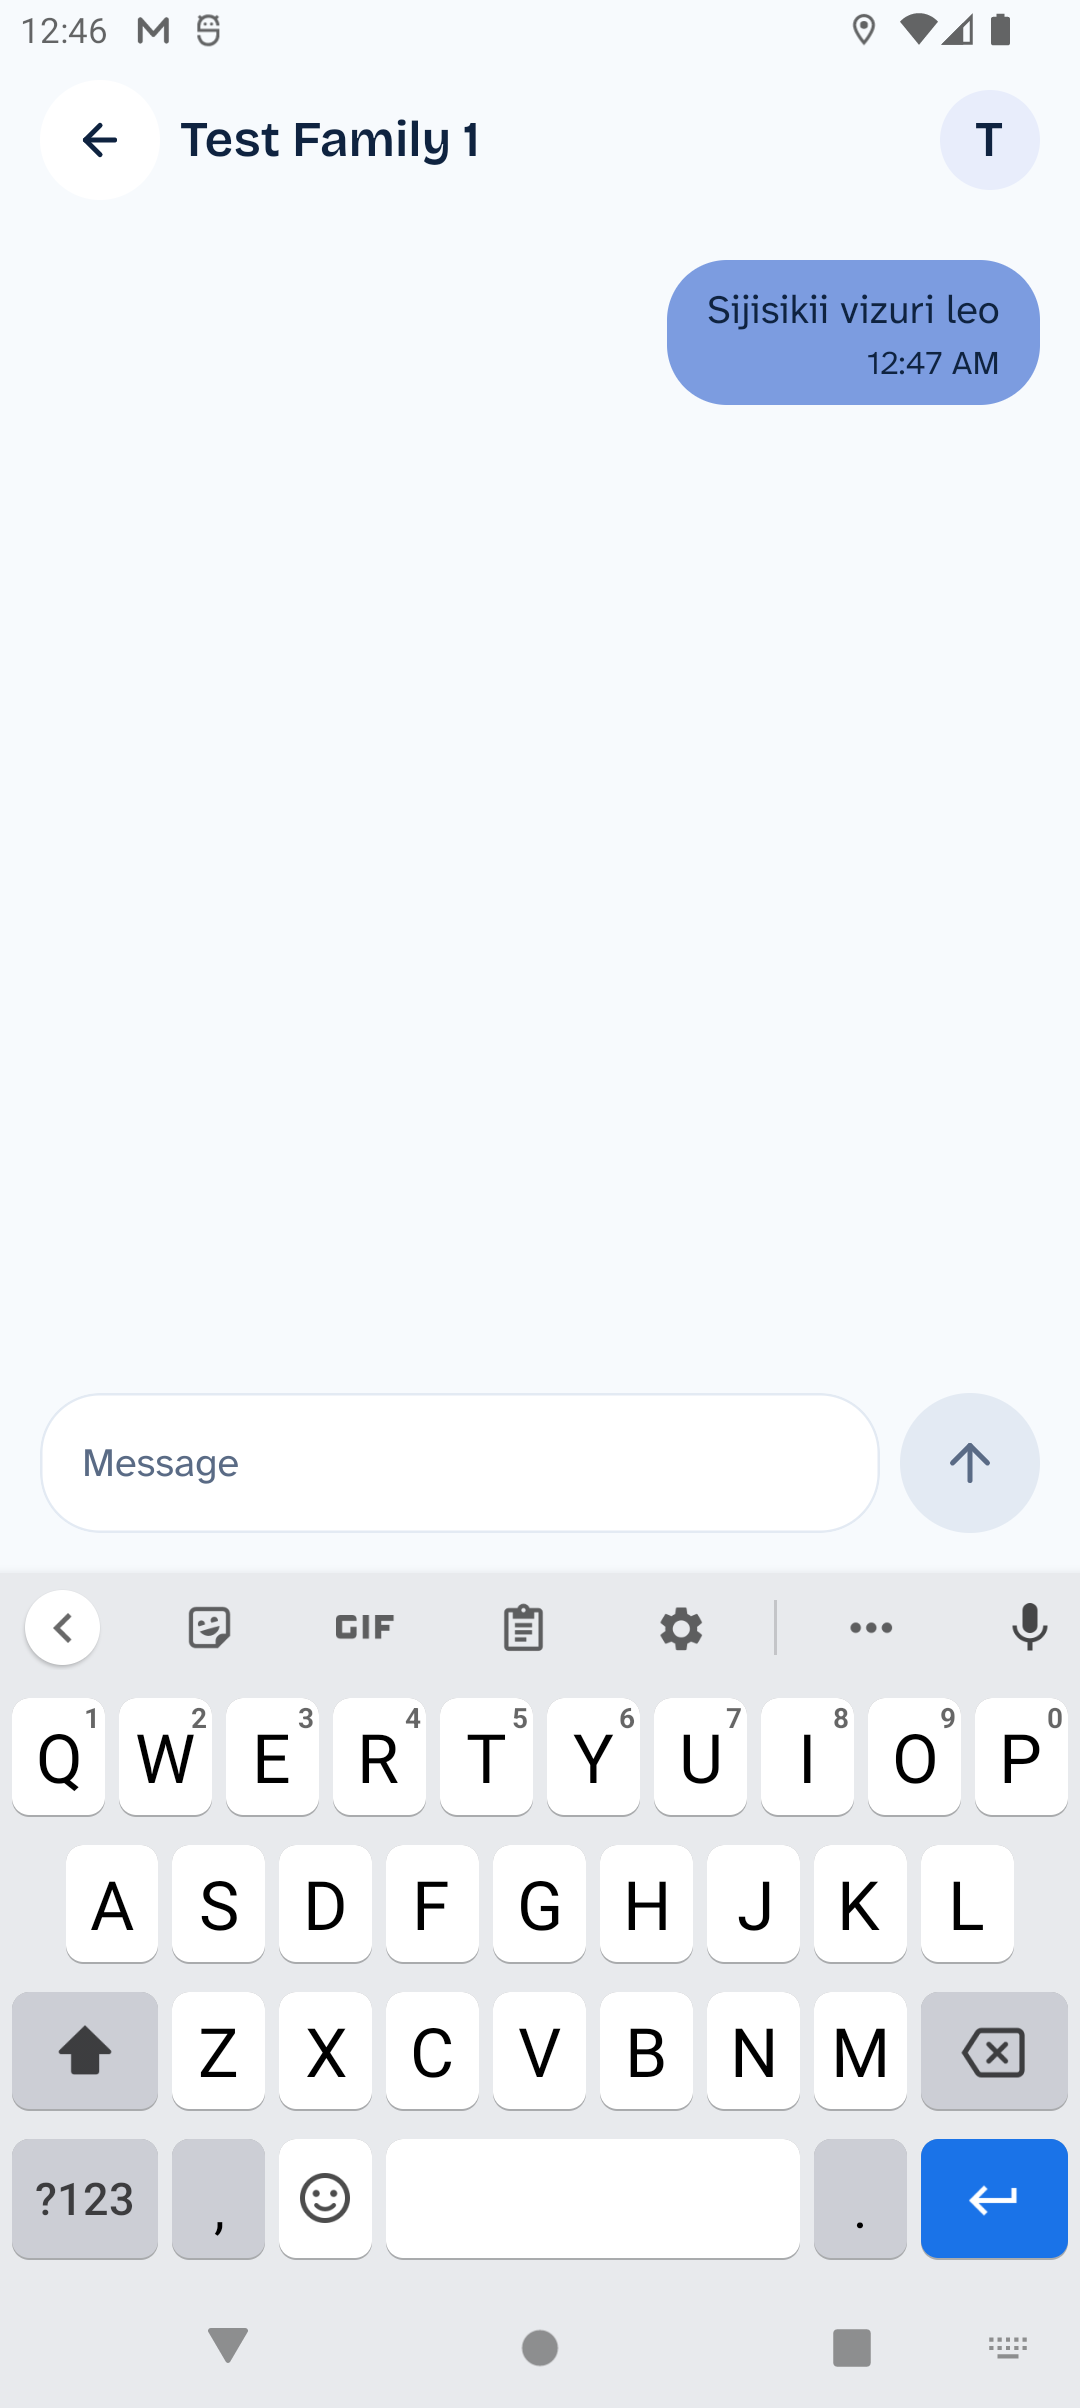 12:46
Test Family 1
T
Sijisikii vizuri leo
12:47 AM
Message
GIF
Q 1 W 2 E 3 R 4 T 5 Y 6 U 7 I 8 O 9 P 0
A S D F G H J K L
Z X C V B N M
?123 , .